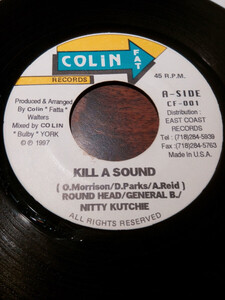 COLIN FAT
RECORDS
45 R.P.M.
Produced & Arranged
By Colin "Fatta"
Walters
Mixed by COLIN
"Bulby" YORK
© ℗ 1997
A-SIDE
CF-001
Distribution:
EAST COAST
RECORDS
Tel: (718)284-5939
Fax: (718)284-5763
Made in U.S.A.
KILL A SOUND
( O.Morrison/D.Parks/A.Reid )
ROUND HEAD/GENERAL B./
NITTY KUTCHIE
ALL RIGHTS RESERVED